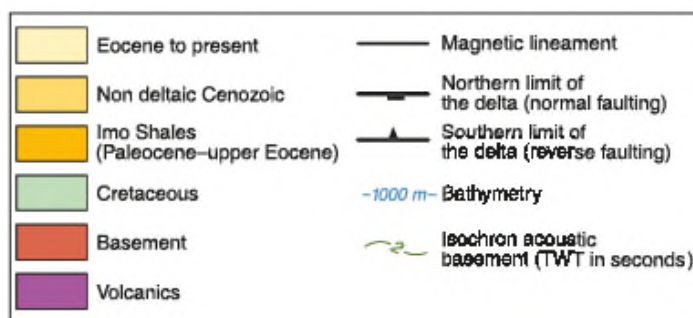 Eocene to present
Non deltaic Cenozoic
Imo Shales
(Paleocene–upper Eocene)
Cretaceous
Basement
Volcanics
Magnetic lineament
Northern limit of
the delta (normal faulting)
Southern limit of
the delta (reverse faulting)
–1000 m– Bathymetry
2
Isochron acoustic
basement (TWT in seconds)